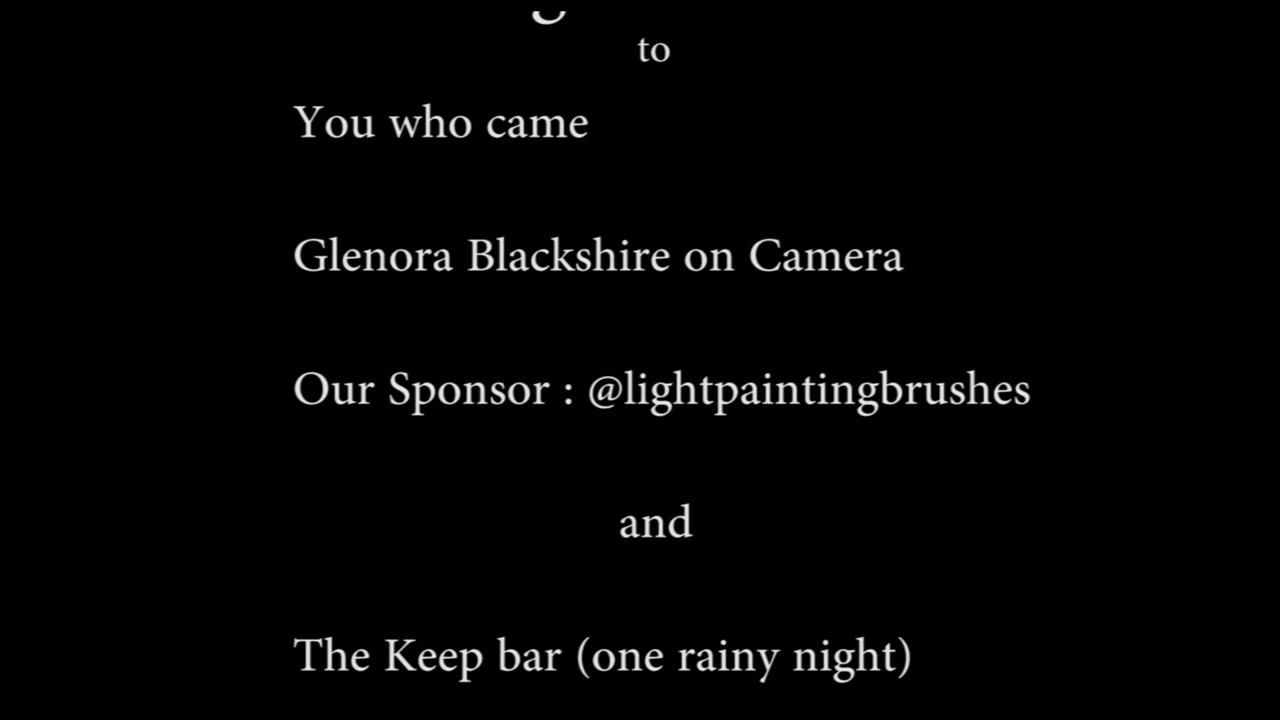 to
You who came
Glenora Blackshire on Camera
Our Sponsor : @lightpaintingbrushes
and
The Keep bar (one rainy night)